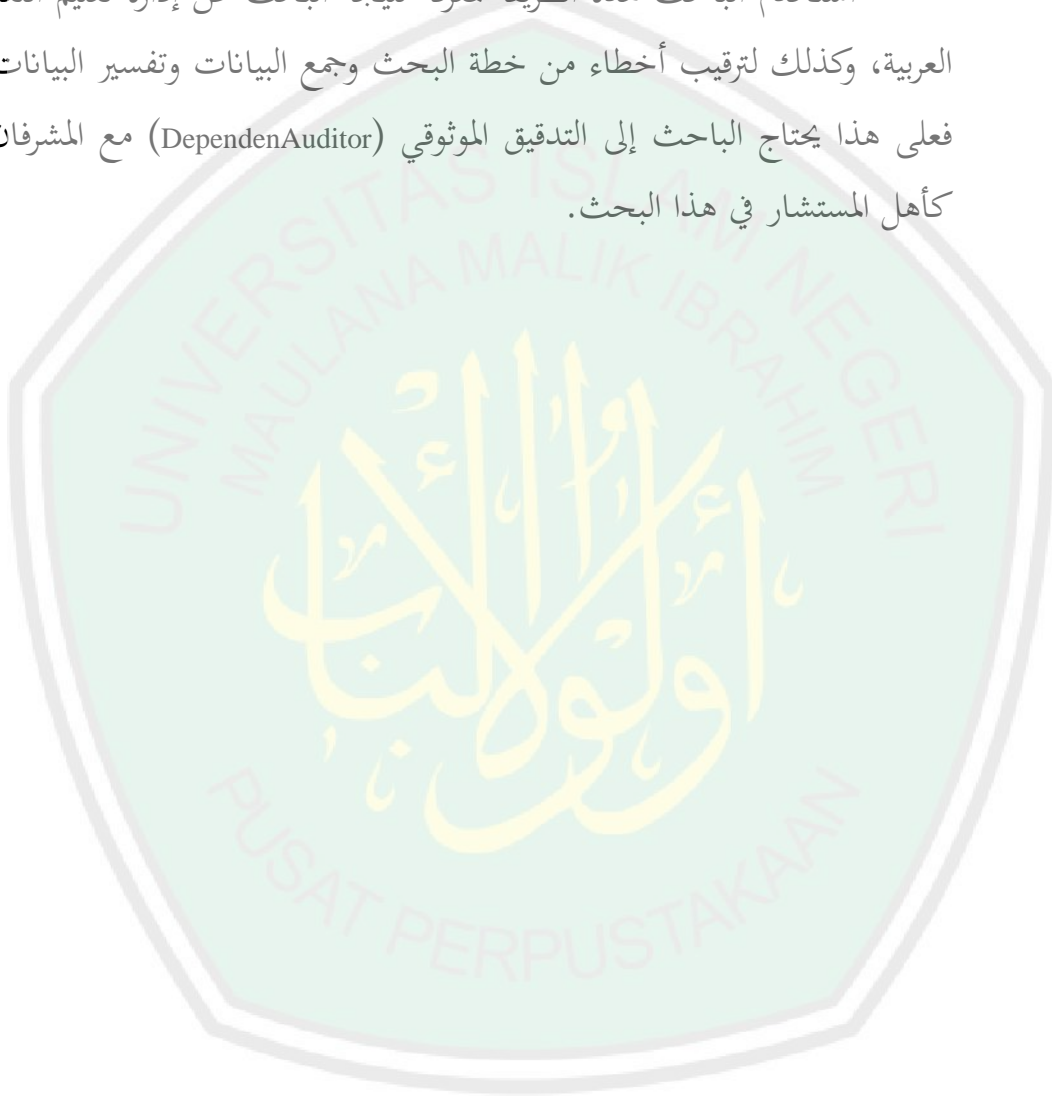 العربية، وكذلك لترقيب أخطاء من خطة البحث وجمع البيانات وتفسير البيانات
فعلى هذا يحتاج الباحث إلى التدقيق الموثوقي (DependenAuditor) مع المشرفان
كأهل المستشار في هذا البحث.
UNIVERSITAS ISLAM NEGERI
MAULANA MALIK IBRAHIM
PUSAT PERPUSTAKAAN